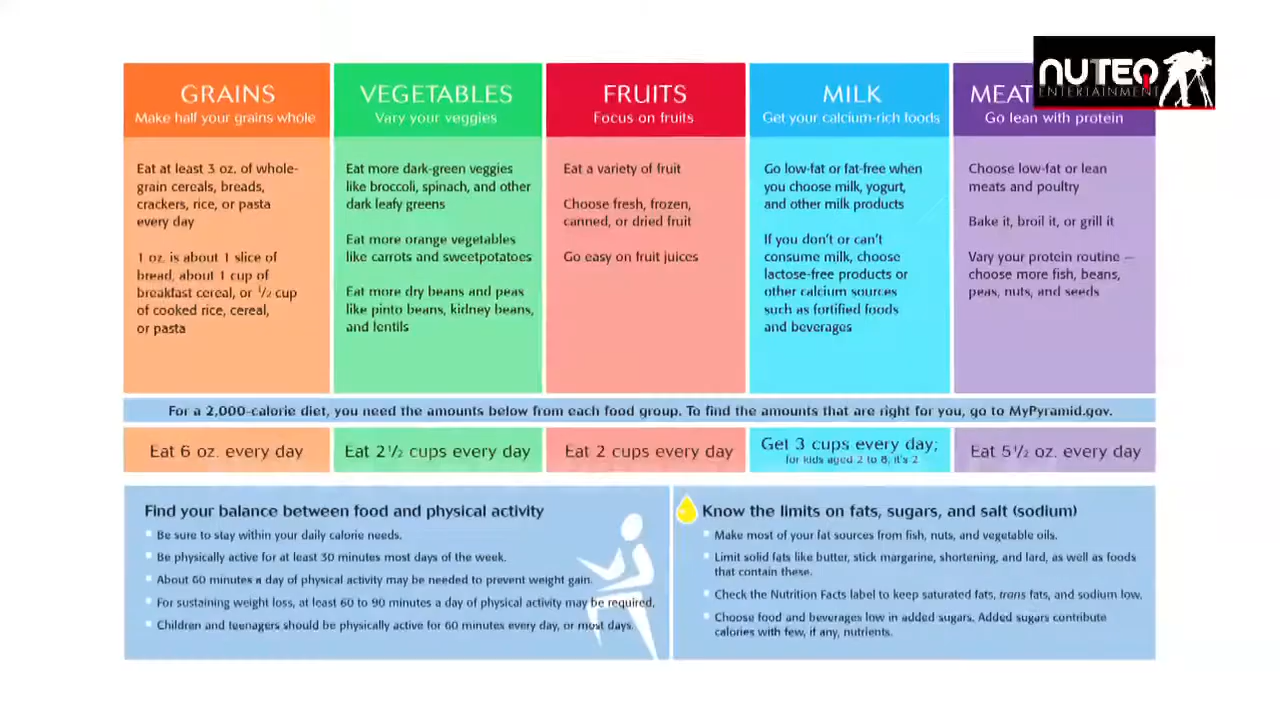 NUTEQ
ENTERTAINMENT
GRAINS
Make half your grains whole
Eat at least 3 oz. of whole-
grain cereals, breads,
crackers, rice, or pasta
every day
1 oz. is about 1 slice of
bread, about 1 cup of
breakfast cereal, or ½ cup
of cooked rice, cereal,
or pasta
VEGETABLES
Vary your veggies
Eat more dark-green veggies
like broccoli, spinach, and other
dark leafy greens
Eat more orange vegetables
like carrots and sweetpotatoes
Eat more dry beans and peas
like pinto beans, kidney beans,
and lentils
FRUITS
Focus on fruits
Eat a variety of fruit
Choose fresh, frozen,
canned, or dried fruit
Go easy on fruit juices
MILK
Get your calcium-rich foods
Go low-fat or fat-free when
you choose milk, yogurt,
and other milk products
If you don't or can't
consume milk, choose
lactose-free products or
other calcium sources
such as fortified foods
and beverages
MEAT
Go lean with protein
Choose low-fat or lean
meats and poultry
Bake it, broil it, or grill it
Vary your protein routine —
choose more fish, beans,
peas, nuts, and seeds
For a 2,000-calorie diet, you need the amounts below from each food group. To find the amounts that are right for you, go to MyPyramid.gov.
Eat 6 oz. every day
Eat 2½ cups every day
Eat 2 cups every day
Get 3 cups every day;
for kids aged 2 to 8, it's 2
Eat 5½ oz. every day
Find your balance between food and physical activity
Be sure to stay within your daily calorie needs.
Be physically active for at least 30 minutes most days of the week.
About 60 minutes a day of physical activity may be needed to prevent weight gain.
For sustaining weight loss, at least 60 to 90 minutes a day of physical activity may be required.
Children and teenagers should be physically active for 60 minutes every day, or most days.
Know the limits on fats, sugars, and salt (sodium)
Make most of your fat sources from fish, nuts, and vegetable oils.
Limit solid fats like butter, stick margarine, shortening, and lard, as well as foods
that contain these.
Check the Nutrition Facts label to keep saturated fats, trans fats, and sodium low.
Choose food and beverages low in added sugars. Added sugars contribute
calories with few, if any, nutrients.